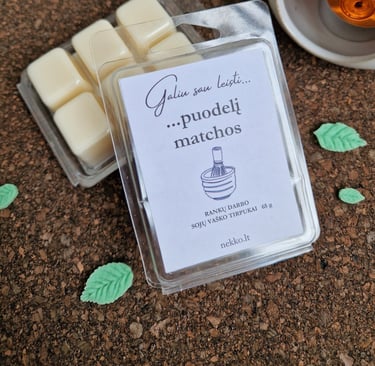 Galiu sau leisti...
...puodelį
matchos
RANKŲ DARBO
SOJŲ VAŠKO TIRPUKAI 65 g
nekko.lt